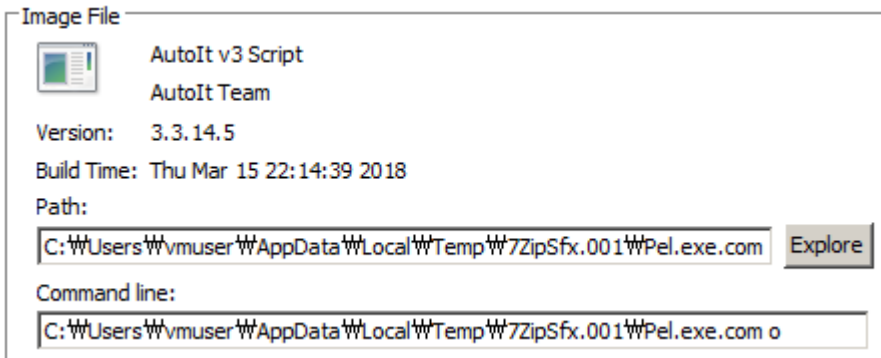 Image File
AutoIt v3 Script
AutoIt Team
Version: 3.3.14.5
Build Time: Thu Mar 15 22:14:39 2018
Path:
C:₩Users₩vmuser₩AppData₩Local₩Temp₩7ZipSfx.001₩Pel.exe.com Explore
Command line:
C:₩Users₩vmuser₩AppData₩Local₩Temp₩7ZipSfx.001₩Pel.exe.com o